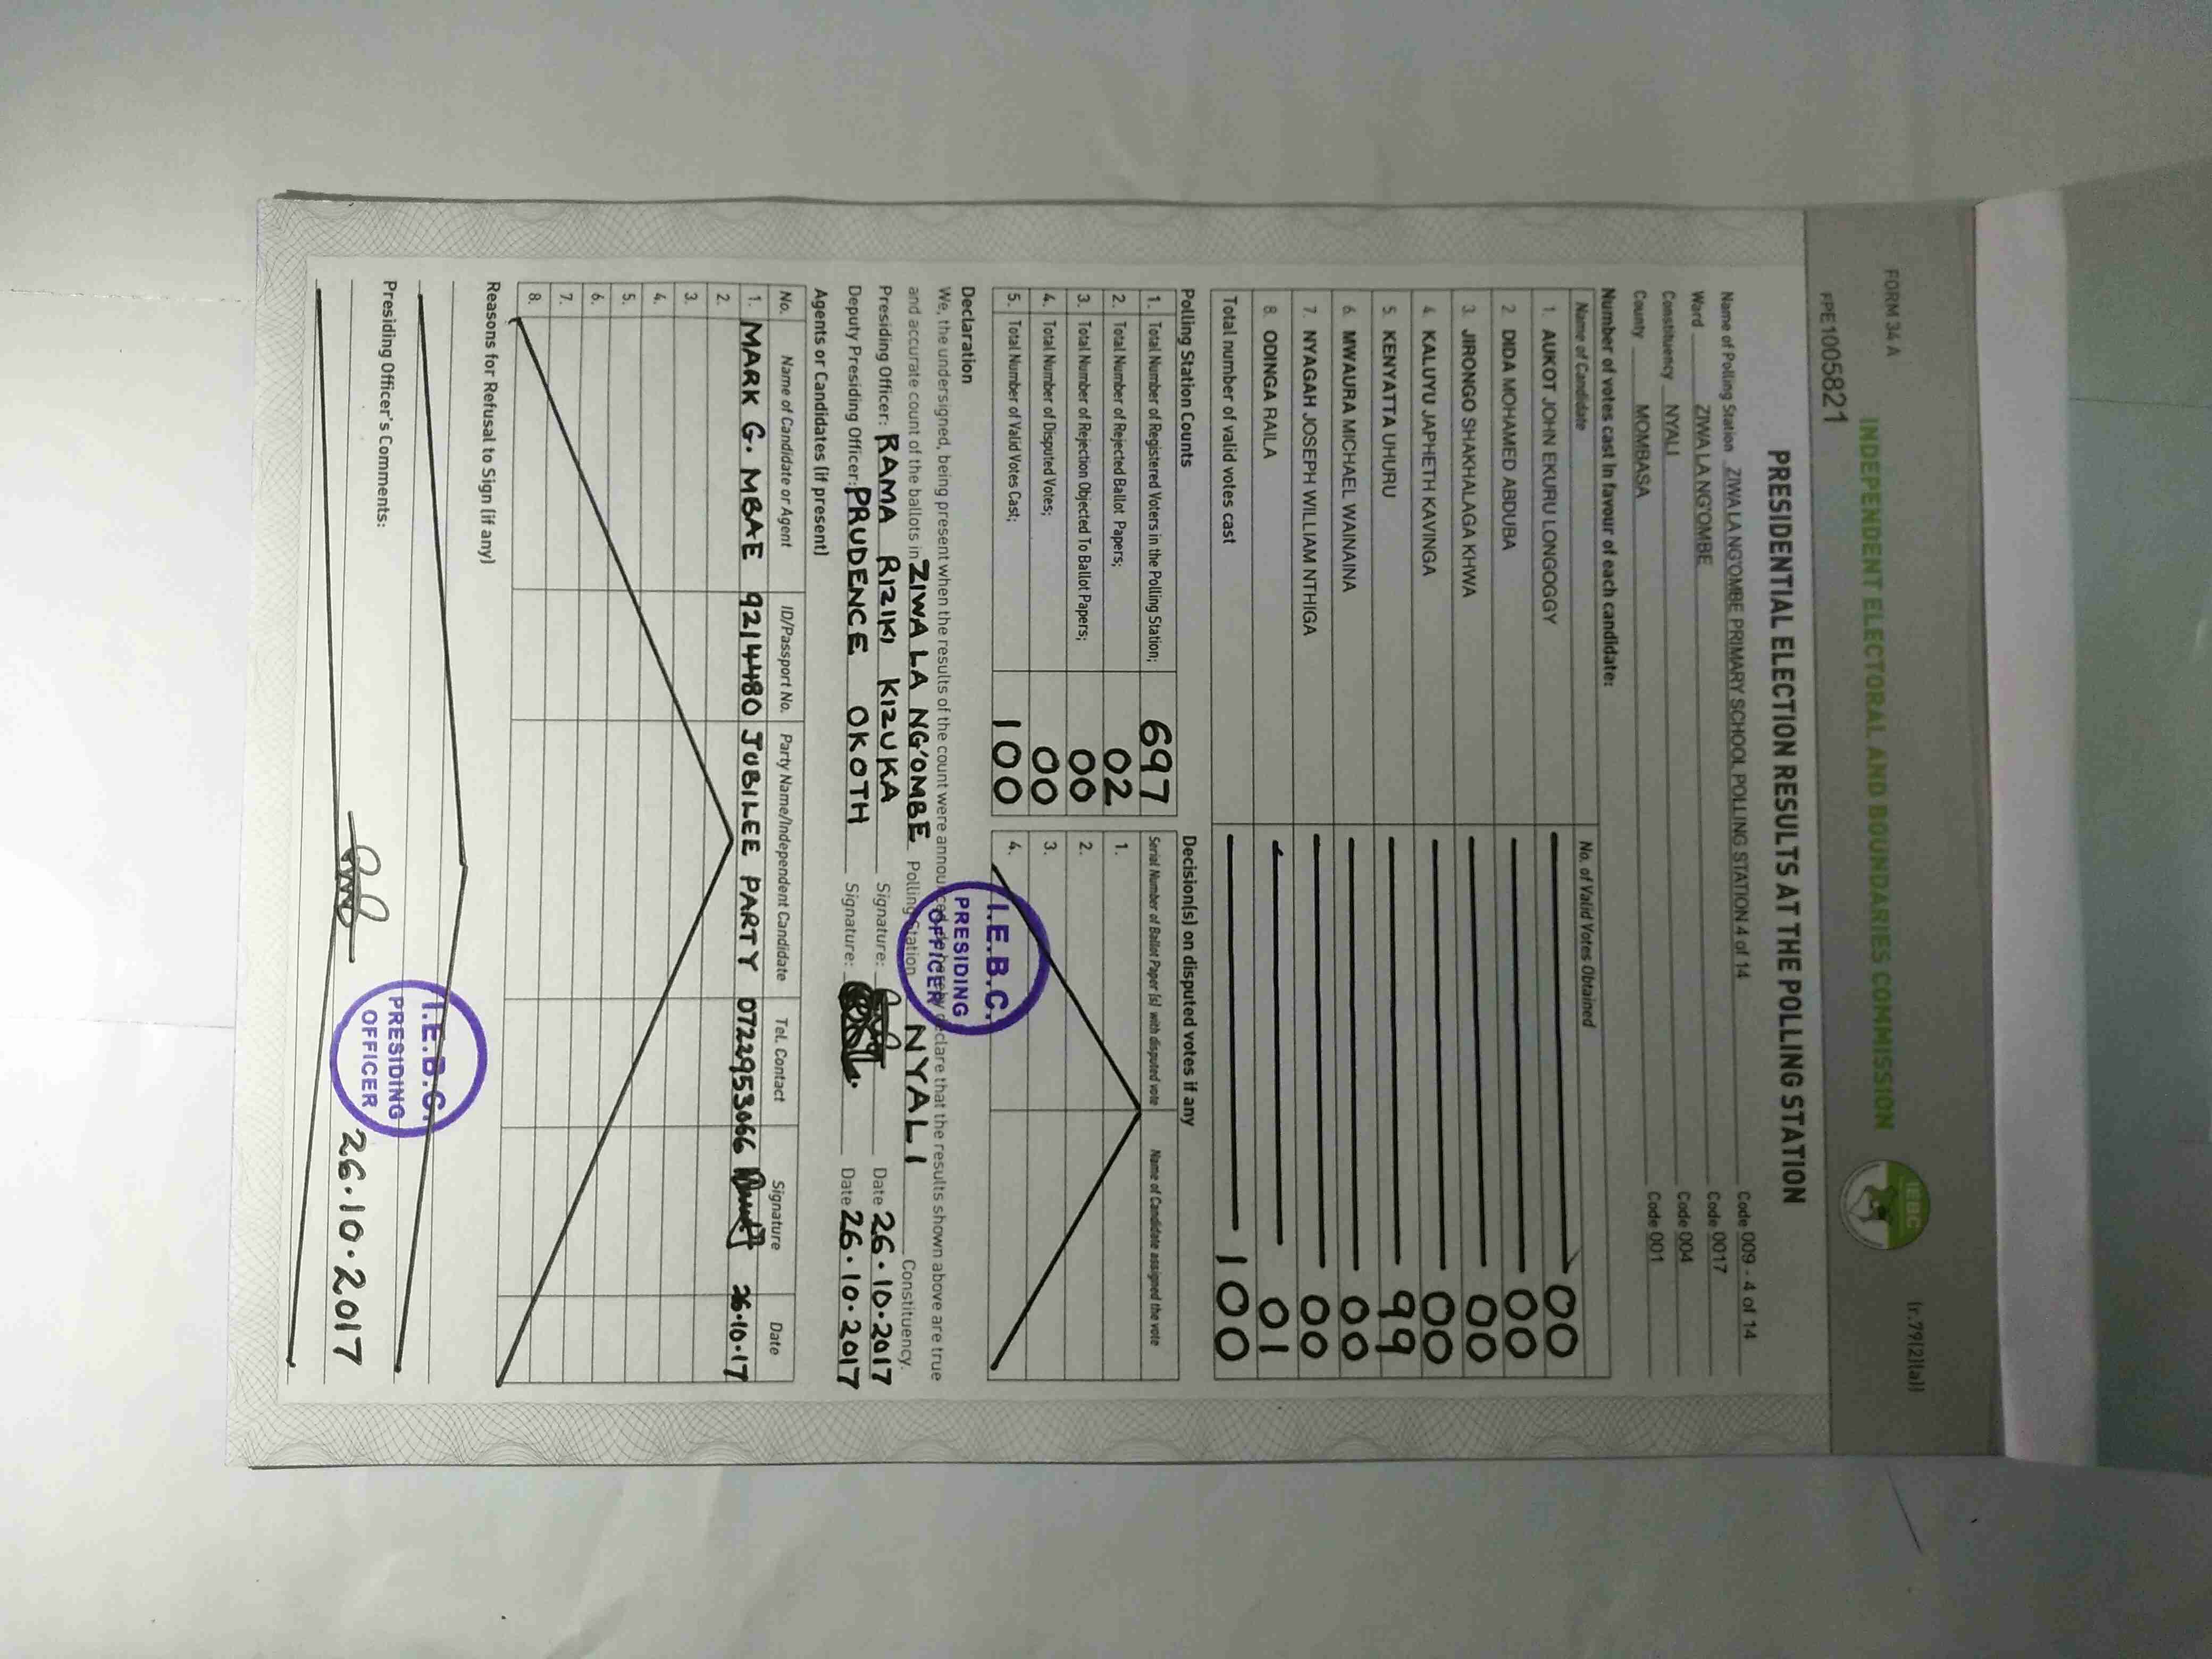 FORM 34 A
(r.79(2)(a))
INDEPENDENT ELECTORAL AND BOUNDARIES COMMISSION
IEBC
FPE1005821
PRESIDENTIAL ELECTION RESULTS AT THE POLLING STATION
Name of Polling Station ZIWA LA NG'OMBE PRIMARY SCHOOL POLLING STATION 4 of 14 Code 009 - 4 of 14
Ward ZIWA LA NG'OMBE Code 0017
Constituency NYALI Code 004
County MOMBASA Code 001
Number of votes cast in favour of each candidate:
Name of Candidate No. of Valid Votes Obtained
1. AUKOT JOHN EKURU LONGOGGY 00
2. DIDA MOHAMED ABDUBA 00
3. JIRONGO SHAKHALAGA KHWA 00
4. KALUYU JAPHETH KAVINGA 00
5. KENYATTA UHURU 99
6. MWAURA MICHAEL WAINAINA 00
7. NYAGAH JOSEPH WILLIAM NTHIGA 00
8. ODINGA RAILA 01
Total number of valid votes cast 100
Polling Station Counts
1. Total Number of Registered Voters in the Polling Station; 697
2. Total Number of Rejected Ballot Papers; 02
3. Total Number of Rejection Objected To Ballot Papers; 00
4. Total Number of Disputed Votes; 00
5. Total Number of Valid Votes Cast; 100
Decision(s) on disputed votes if any
Serial Number of Ballot Paper (s) with disputed vote Name of Candidate assigned the vote
1.
2.
3.
4.
I.E.B.C.
PRESIDING
OFFICER
Declaration
We, the undersigned, being present when the results of the count were announced, do hereby declare that the results shown above are true
and accurate count of the ballots in ZIWA LA NG'OMBE Polling Station NYALI Constituency.
Presiding Officer: RAMA RIZIKI KIZUKA Signature: Date 26.10.2017
Deputy Presiding Officer: PRUDENCE OKOTH Signature: Date 26.10.2017
Agents or Candidates (if present)
No. Name of Candidate or Agent ID/Passport No. Party Name/Independent Candidate Tel. Contact Signature Date
1. MARK G. MBAE 9214480 JUBILEE PARTY 0722953066 26.10.17
2.
3.
4.
5.
6.
7.
8.
Reasons for Refusal to Sign (if any)
Presiding Officer's Comments:
I.E.B.C.
PRESIDING
OFFICER
26.10.2017